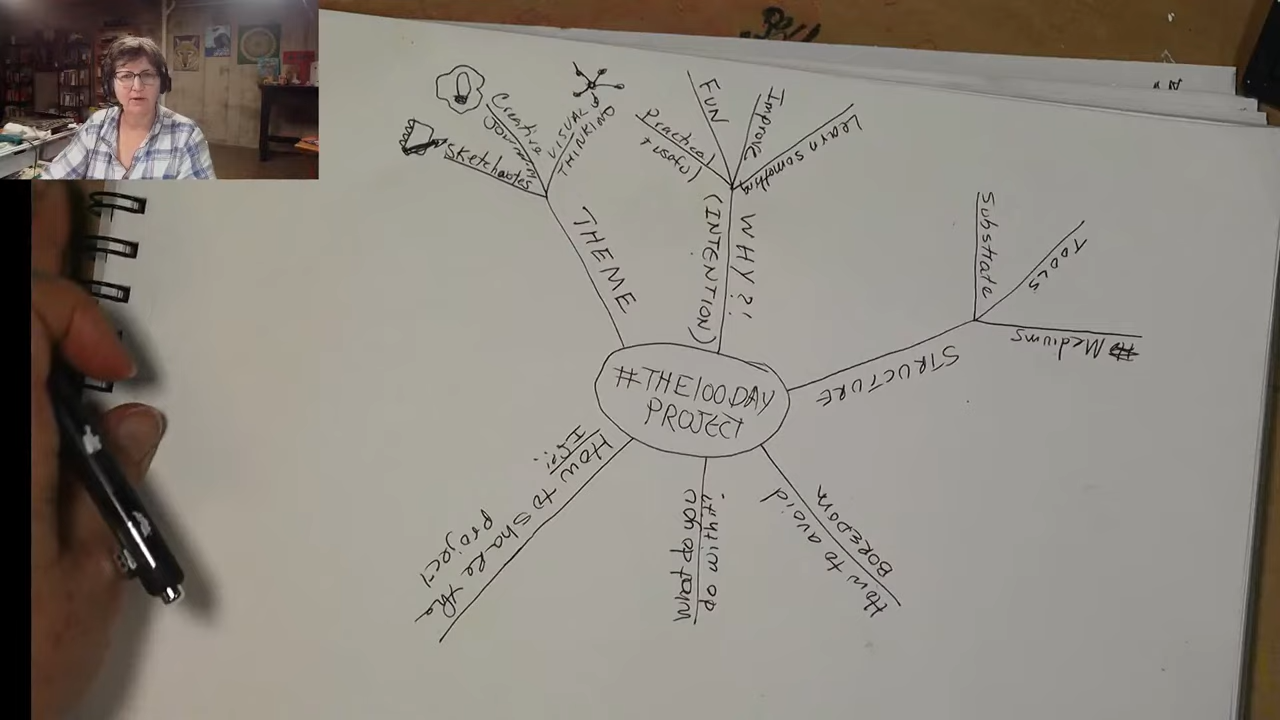 #THE100DAY
PROJECT
THEME
Sketchnotes
Creative
VISUAL
THINKING
WHY?!
(INTENTION)
Practical
+ useful
FUN
Improve
Learn something
STRUCTURE
Substrate
TOOLS
Mediums
How to avoid
BOREDOM
What do you
do with it?
How to share the
project